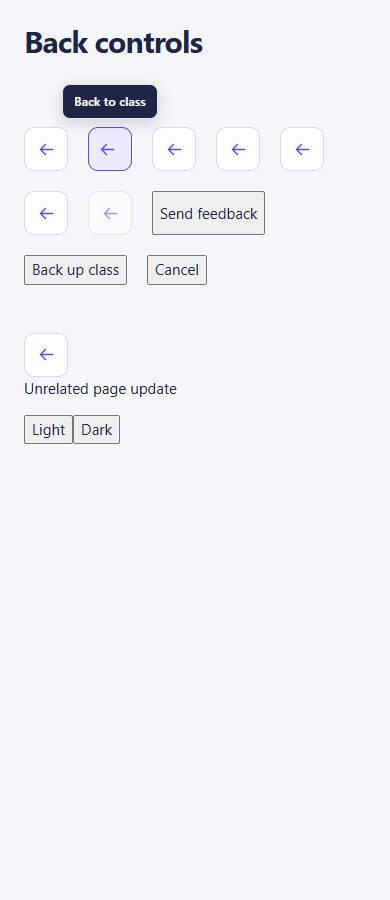 Back controls
Back to class
Send feedback
Back up class
Cancel
Unrelated page update
Light
Dark